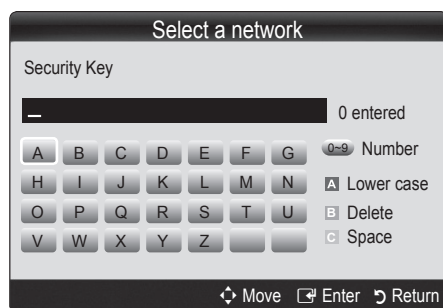 Select a network
Security Key
_ 0 entered
A B C D E F G 0~9 Number
H I J K L M N A Lower case
O P Q R S T U B Delete
V W X Y Z C Space
Move Enter Return